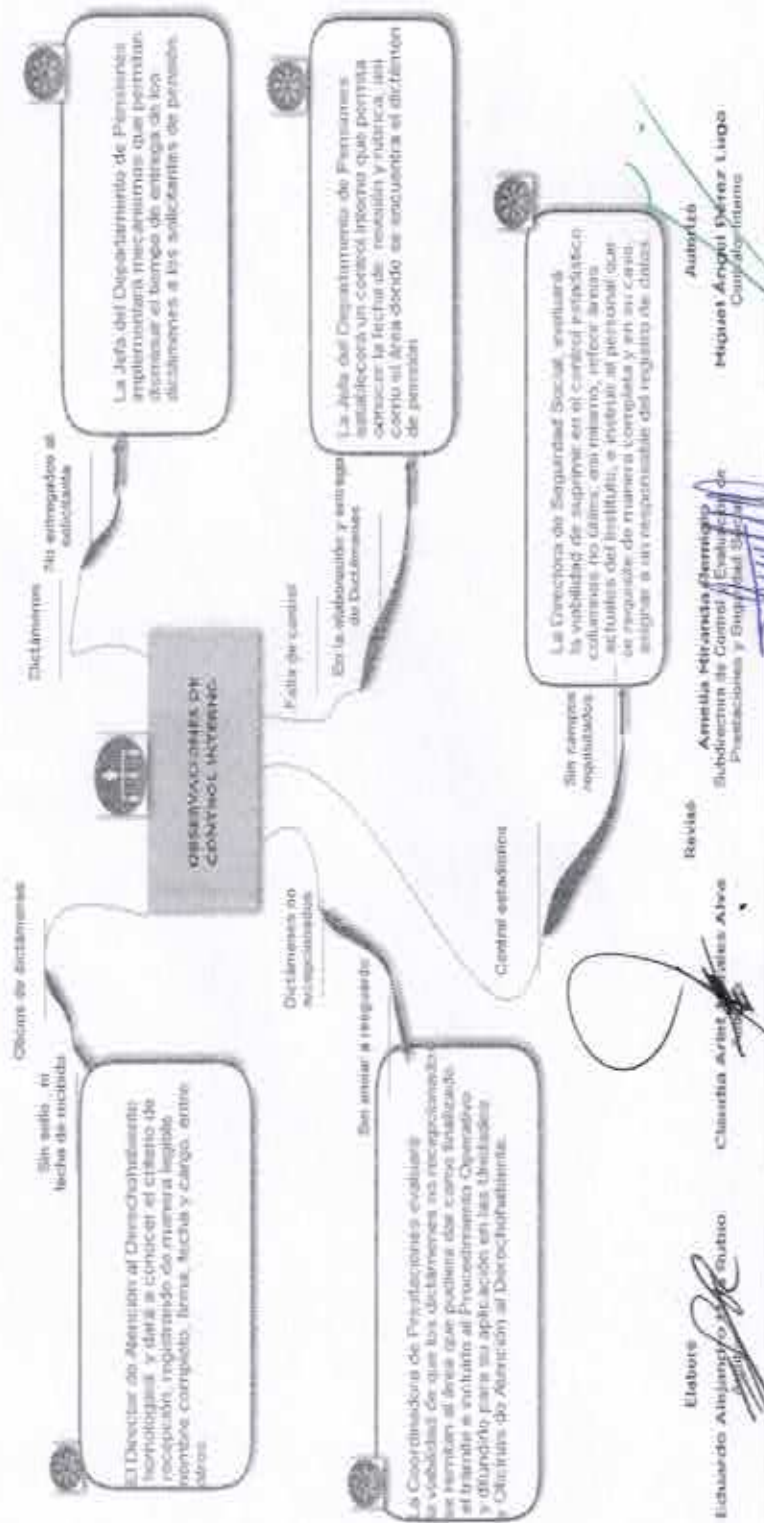 OBSERVACIONES DE
CONTROL INTERNO
Oficios de dictámenes
Sin sello, ni
fecha de recibido
El Director de Atención al Derechohabiente
homologará y dará a conocer el criterio de
recepción, registrando de manera legible
nombre completo, firma, fecha y cargo, entre
otros.
Dictámenes no
recepcionados
Sin enviar a resguardo
La Coordinadora de Prestaciones evaluará
la viabilidad de que los dictámenes no recepcionados
se remitan al área que pudiera dar como finalizado
el trámite e incluirlo al Procedimiento Operativo
y difundirlo para su aplicación en las Unidades
y Oficinas de Atención al Derechohabiente.
Dictámenes
No entregados al
solicitante
La Jefa del Departamento de Pensiones
implementará mecanismos que permitan
disminuir el tiempo de entrega de los
dictámenes a los solicitantes de pensión.
Falta de control
En la elaboración y entrega
de Dictámenes
La Jefa del Departamento de Pensiones
establecerá un control interno que permita
conocer la fecha de: revisión y rúbrica, así
como el área donde se encuentra el dictamen
de pensión
Control estadístico
Sin campos
requisitados
La Directora de Seguridad Social, evaluará
la viabilidad de suprimir en el control estadístico
columnas no útiles; así mismo, referir áreas
actuales del Instituto, e instruir al personal que
se requisite de manera completa y en su caso,
asignar a un responsable del registro de datos.
Elaboró
Eduardo Alejandro Rubio
Revisó
Claudia Arlet Alva
Amelia Miranda
Subdirectora de Control y Evaluación de
Prestaciones y Seguridad Social
Autorizó
Miguel Ángel Pérez Lugo
Contralor Interno